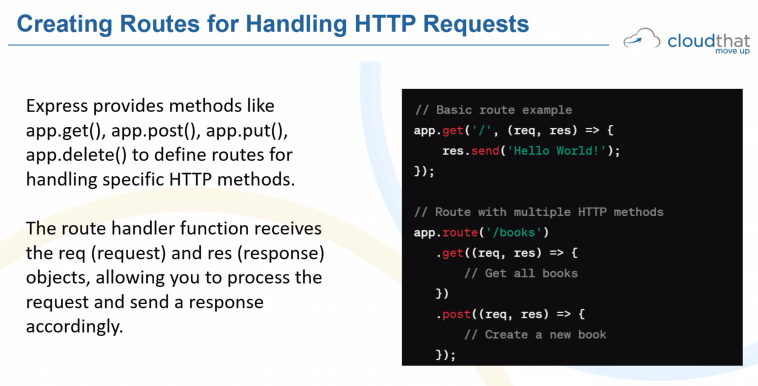 Creating Routes for Handling HTTP Requests
cloudthat
move up
Express provides methods like
app.get(), app.post(), app.put(),
app.delete() to define routes for
handling specific HTTP methods.
The route handler function receives
the req (request) and res (response)
objects, allowing you to process the
request and send a response
accordingly.
// Basic route example
app.get('/', (req, res) => {
    res.send('Hello World!');
});
// Route with multiple HTTP methods
app.route('/books')
   .get((req, res) => {
       // Get all books
   })
   .post((req, res) => {
       // Create a new book
   });